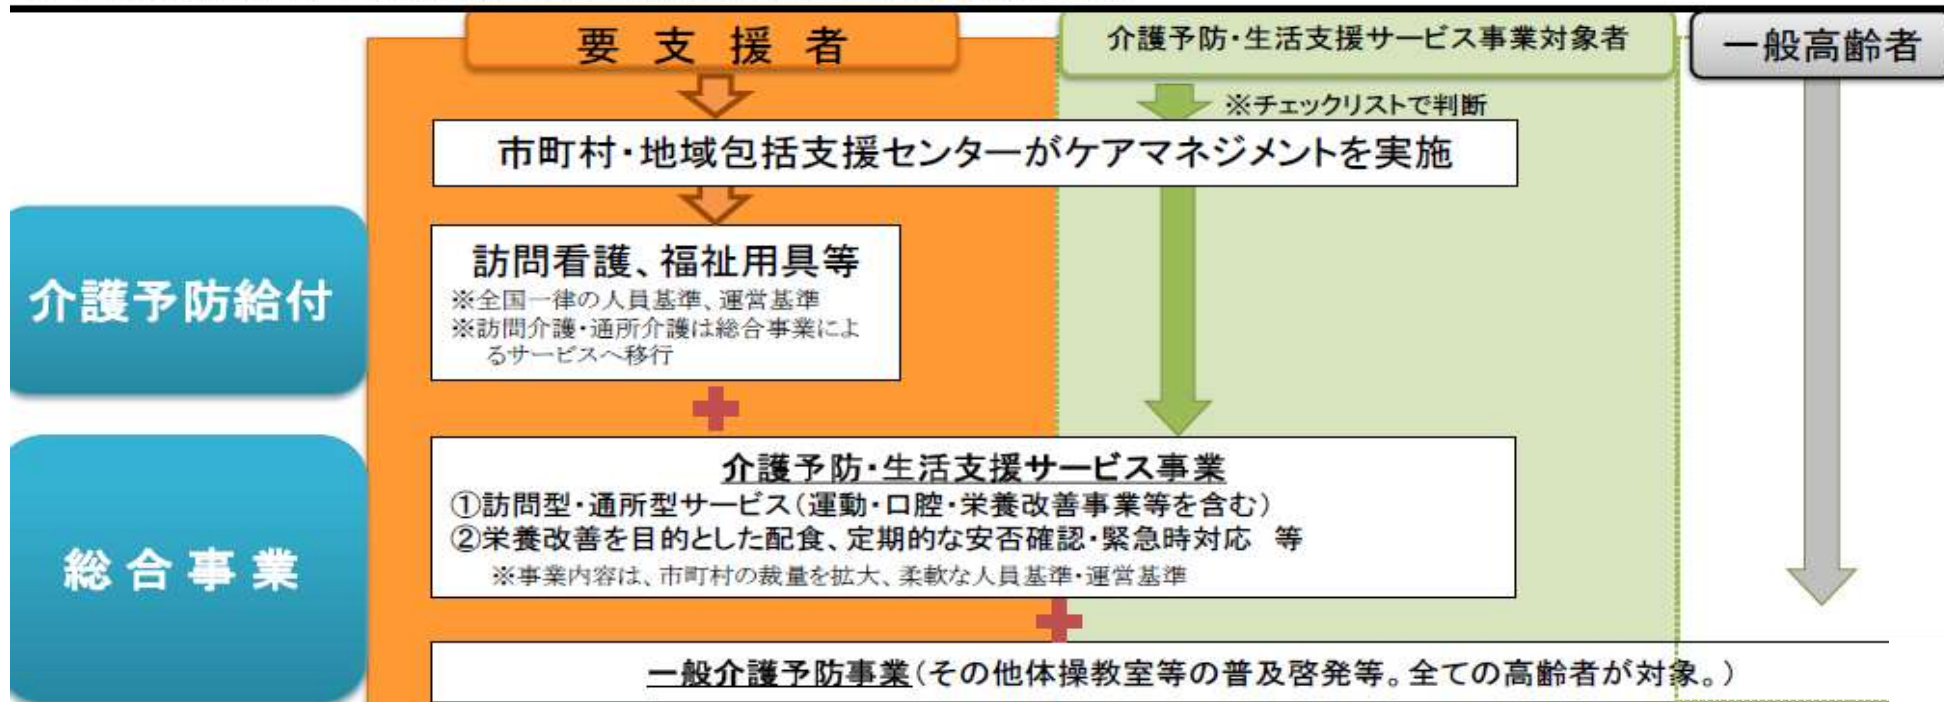 要支援者
介護予防・生活支援サービス事業対象者
一般高齢者
※チェックリストで判断
市町村・地域包括支援センターがケアマネジメントを実施
介護予防給付
訪問看護、福祉用具等
※全国一律の人員基準、運営基準
※訪問介護・通所介護は総合事業によ
るサービスへ移行
総合事業
介護予防・生活支援サービス事業
①訪問型・通所型サービス(運動・口腔・栄養改善事業等を含む)
②栄養改善を目的とした配食、定期的な安否確認・緊急時対応 等
※事業内容は、市町村の裁量を拡大、柔軟な人員基準・運営基準
一般介護予防事業(その他体操教室等の普及啓発等。全ての高齢者が対象。)